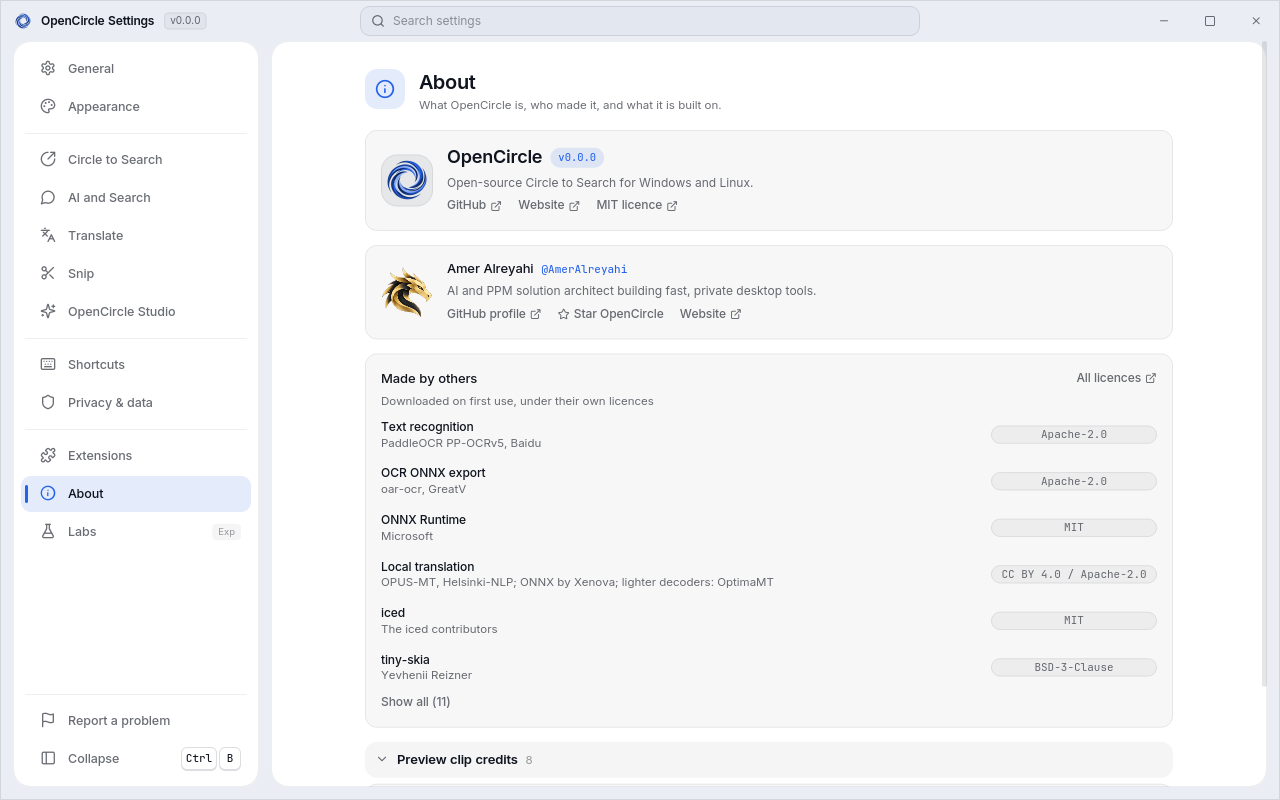 OpenCircle Settings v0.0.0
Search settings
General
Appearance
Circle to Search
AI and Search
Translate
Snip
OpenCircle Studio
Shortcuts
Privacy & data
Extensions
About
Labs Exp
Report a problem
Collapse Ctrl B
About
What OpenCircle is, who made it, and what it is built on.
OpenCircle v0.0.0
Open-source Circle to Search for Windows and Linux.
GitHub Website MIT licence
Amer Alreyahi @AmerAlreyahi
AI and PPM solution architect building fast, private desktop tools.
GitHub profile Star OpenCircle Website
Made by others All licences
Downloaded on first use, under their own licences
Text recognition
PaddleOCR PP-OCRv5, Baidu
Apache-2.0
OCR ONNX export
oar-ocr, GreatV
Apache-2.0
ONNX Runtime
Microsoft
MIT
Local translation
OPUS-MT, Helsinki-NLP; ONNX by Xenova; lighter decoders: OptimaMT
CC BY 4.0 / Apache-2.0
iced
The iced contributors
MIT
tiny-skia
Yevhenii Reizner
BSD-3-Clause
Show all (11)
Preview clip credits 8